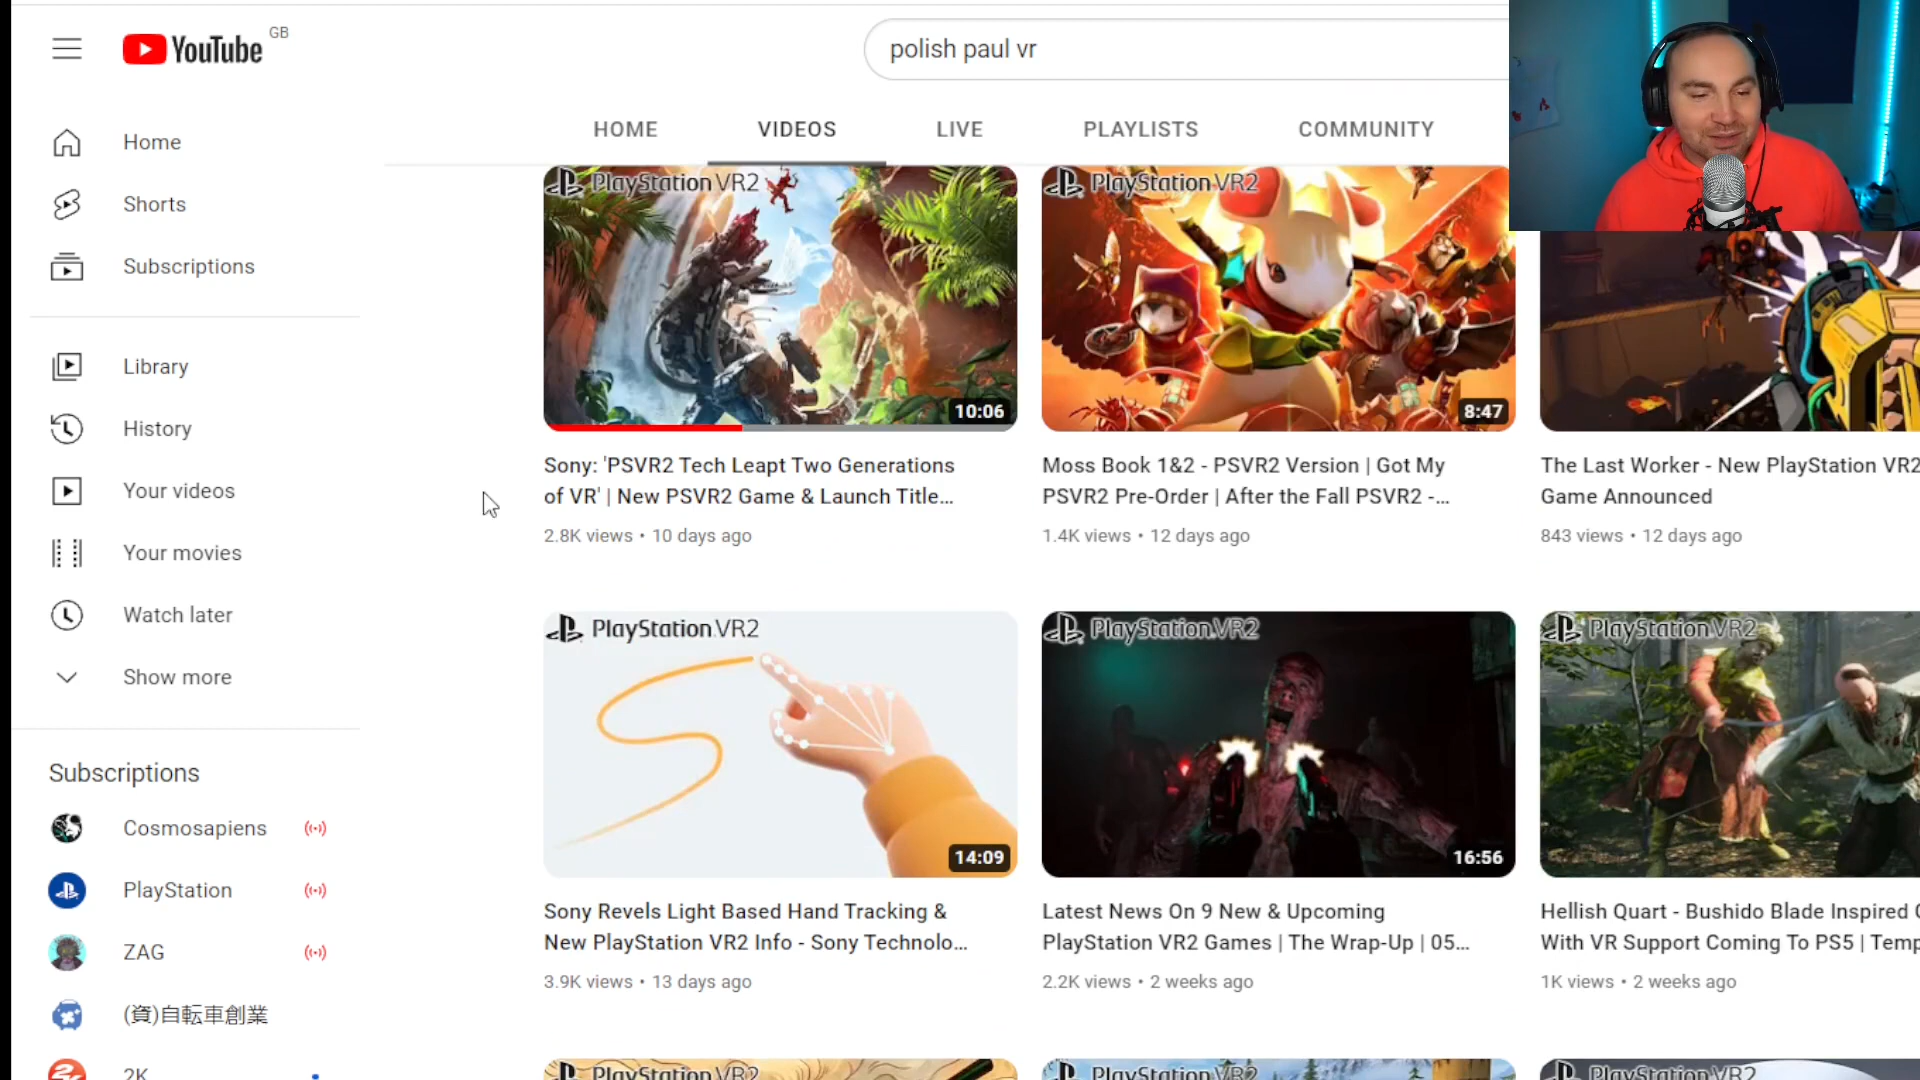 YouTube GB
polish paul vr
HOME VIDEOS LIVE PLAYLISTS COMMUNITY
Home
Shorts
Subscriptions
Library
History
Your videos
Your movies
Watch later
Show more
Subscriptions
Cosmosapiens
PlayStation
ZAG
(資)自転車創業
2K
PlayStation VR2
10:06
Sony: 'PSVR2 Tech Leapt Two Generations
of VR' | New PSVR2 Game & Launch Title...
2.8K views • 10 days ago
PlayStation VR2
8:47
Moss Book 1&2 - PSVR2 Version | Got My
PSVR2 Pre-Order | After the Fall PSVR2 -...
1.4K views • 12 days ago
The Last Worker - New PlayStation VR2
Game Announced
843 views • 12 days ago
PlayStation VR2
14:09
Sony Revels Light Based Hand Tracking &
New PlayStation VR2 Info - Sony Technolo...
3.9K views • 13 days ago
PlayStation VR2
16:56
Latest News On 9 New & Upcoming
PlayStation VR2 Games | The Wrap-Up | 05...
2.2K views • 2 weeks ago
PlayStation VR2
Hellish Quart - Bushido Blade Inspired
With VR Support Coming To PS5 |
1K views • 2 weeks ago
PlayStation VR2
PlayStation VR2
PlayStation VR2